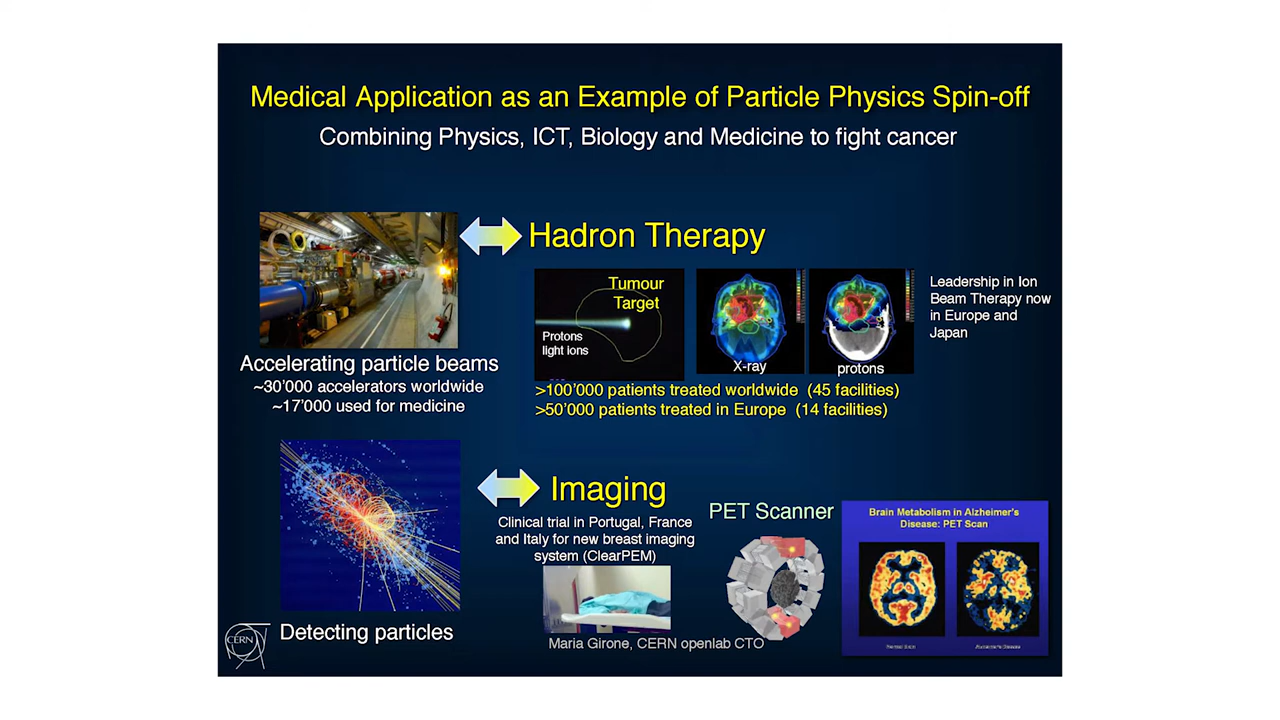 Medical Application as an Example of Particle Physics Spin-off
Combining Physics, ICT, Biology and Medicine to fight cancer
Hadron Therapy
Tumour
Target
Protons
light ions
X-ray
protons
Leadership in Ion
Beam Therapy now
in Europe and
Japan
Accelerating particle beams
~30'000 accelerators worldwide
~17'000 used for medicine
>100'000 patients treated worldwide (45 facilities)
>50'000 patients treated in Europe (14 facilities)
Imaging
Clinical trial in Portugal, France
and Italy for new breast imaging
system (ClearPEM)
PET Scanner
Brain Metabolism in Alzheimer's
Disease: PET Scan
Normal Brain
Alzheimer's Disease
CERN
Detecting particles
Maria Girone, CERN openlab CTO